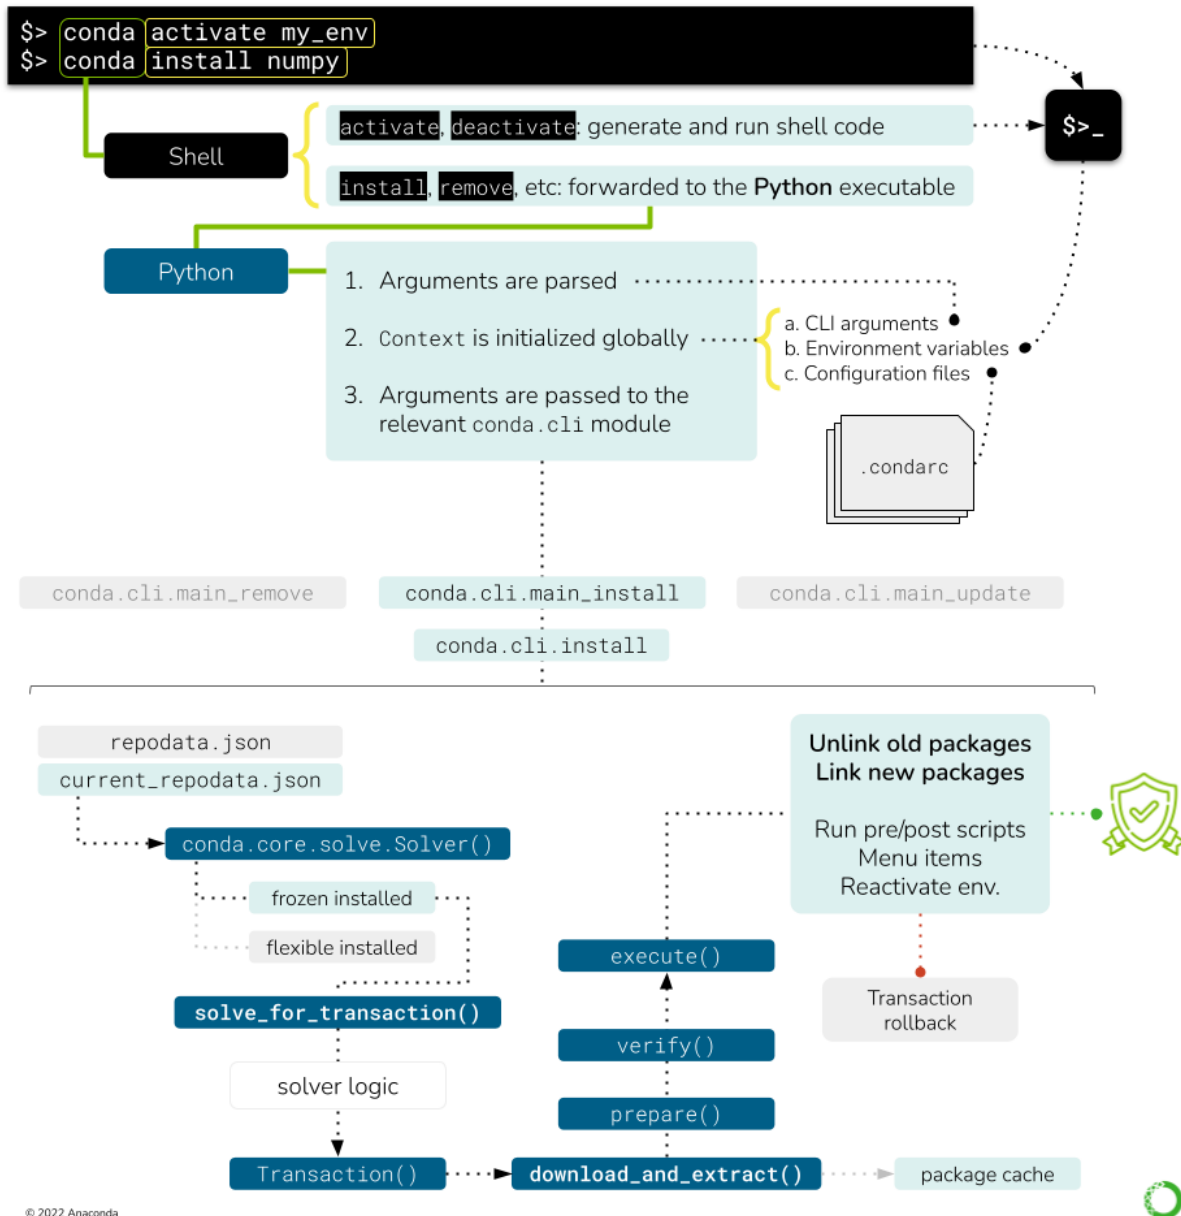 $> conda activate my_env
$> conda install numpy
$>_
Shell
activate, deactivate: generate and run shell code
install, remove, etc: forwarded to the Python executable
Python
1. Arguments are parsed
2. Context is initialized globally
3. Arguments are passed to the
relevant conda.cli module
a. CLI arguments
b. Environment variables
c. Configuration files
.condarc
conda.cli.main_remove
conda.cli.main_install
conda.cli.main_update
conda.cli.install
repodata.json
current_repodata.json
conda.core.solve.Solver()
frozen installed
flexible installed
solve_for_transaction()
solver logic
Transaction()
download_and_extract()
package cache
prepare()
verify()
execute()
Unlink old packages
Link new packages
Run pre/post scripts
Menu items
Reactivate env.
Transaction
rollback
© 2022 Anaconda